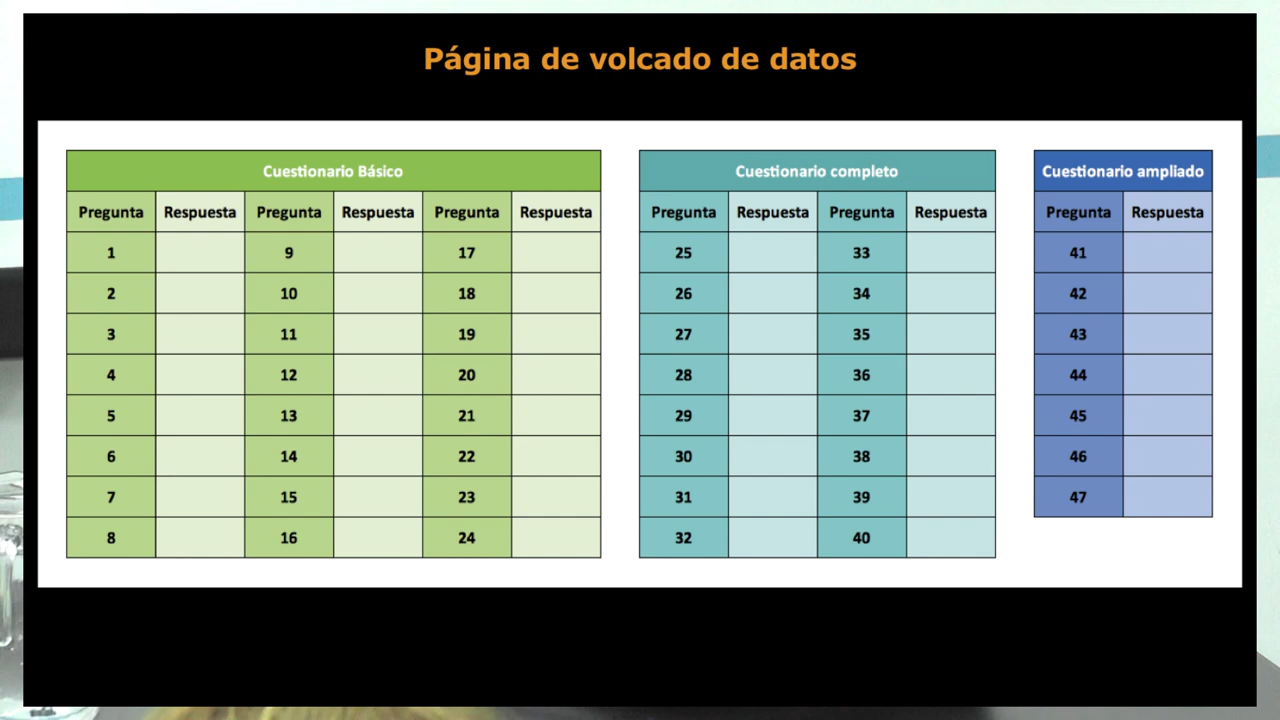 Página de volcado de datos
Cuestionario Básico
Pregunta Respuesta Pregunta Respuesta Pregunta Respuesta
1 9 17
2 10 18
3 11 19
4 12 20
5 13 21
6 14 22
7 15 23
8 16 24
Cuestionario completo
Pregunta Respuesta Pregunta Respuesta
25 33
26 34
27 35
28 36
29 37
30 38
31 39
32 40
Cuestionario ampliado
Pregunta Respuesta
41
42
43
44
45
46
47